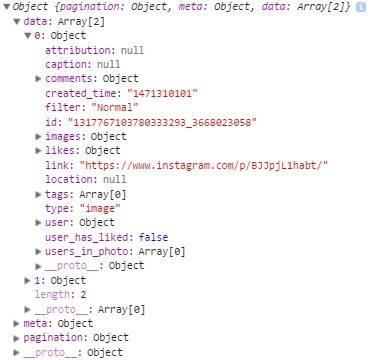 ▼ Object {pagination: Object, meta: Object, data: Array[2]} i
▼ data: Array[2]
▼ 0: Object
attribution: null
caption: null
▶ comments: Object
created_time: "1471310101"
filter: "Normal"
id: "1317767103780333293_3668023058"
▶ images: Object
▶ likes: Object
link: "https://www.instagram.com/p/BJJpjL1habt/"
location: null
▶ tags: Array[0]
type: "image"
▶ user: Object
user_has_liked: false
▶ users_in_photo: Array[0]
▶ __proto__: Object
▶ 1: Object
length: 2
▶ __proto__: Array[0]
▶ meta: Object
▶ pagination: Object
▶ __proto__: Object